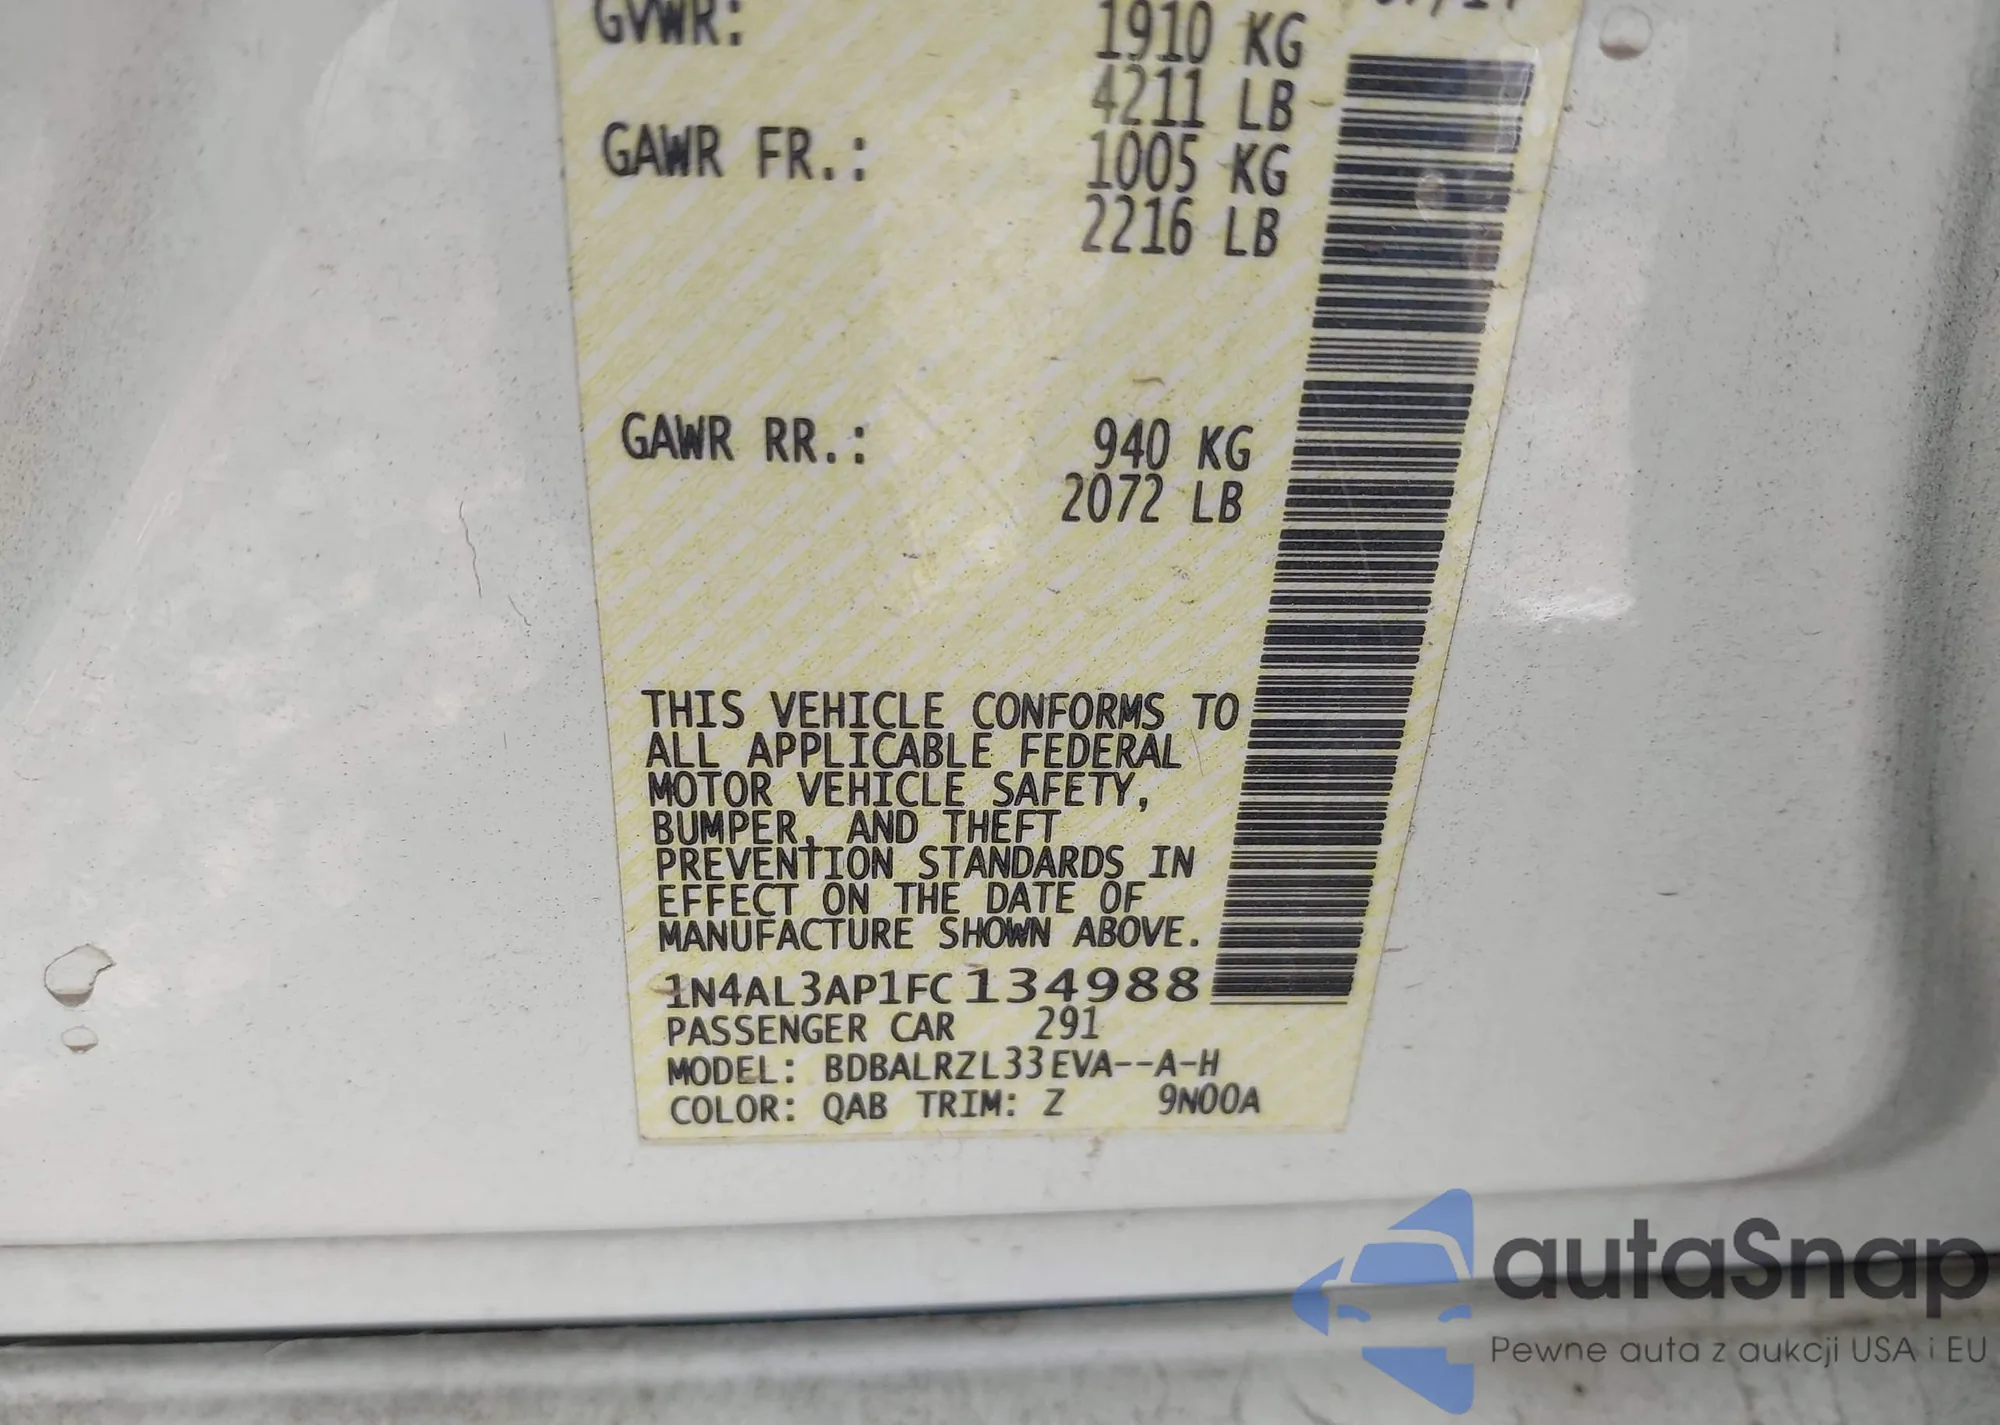 GVWR: 1910 KG
4211 LB
GAWR FR.: 1005 KG
2216 LB
GAWR RR.: 940 KG
2072 LB
THIS VEHICLE CONFORMS TO
ALL APPLICABLE FEDERAL
MOTOR VEHICLE SAFETY,
BUMPER, AND THEFT
PREVENTION STANDARDS IN
EFFECT ON THE DATE OF
MANUFACTURE SHOWN ABOVE.
1N4AL3AP1FC134988
PASSENGER CAR 291
MODEL: BDBALRZL33EVA--A-H
COLOR: QAB TRIM: Z 9N00A
autaSnap
Pewne auta z aukcji USA i EU